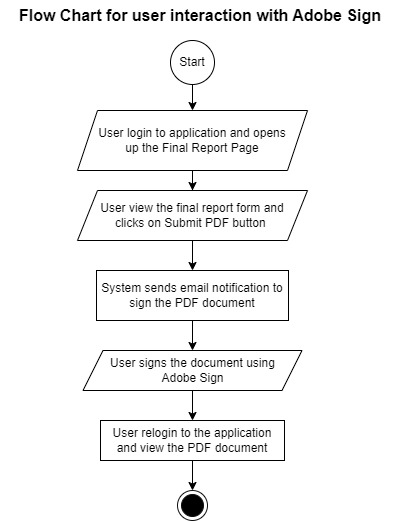 Flow Chart for user interaction with Adobe Sign
Start
User login to application and opens
up the Final Report Page
User view the final report form and
clicks on Submit PDF button
System sends email notification to
sign the PDF document
User signs the document using
Adobe Sign
User relogin to the application
and view the PDF document